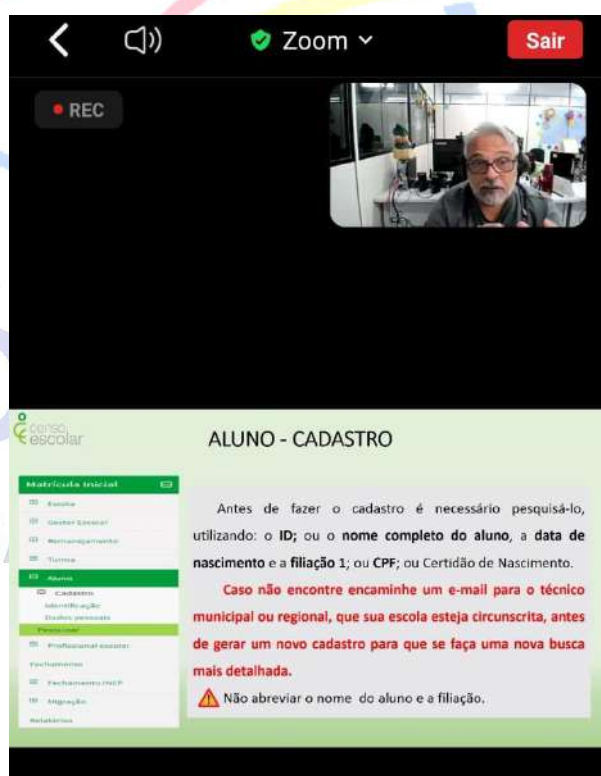 Zoom
Sair
REC
censo
escolar
ALUNO - CADASTRO
Matrícula Inicial
Escola
Gestor Escolar
Remanejamento
Turma
Aluno
Cadastro
Identificação
Dados pessoais
Pesquisar
Profissional escolar
Fechamento
Fechamento INEP
Migração
Relatórios
Antes de fazer o cadastro é necessário pesquisá-lo,
utilizando: o ID; ou o nome completo do aluno, a data de
nascimento e a filiação 1; ou CPF; ou Certidão de Nascimento.
Caso não encontre encaminhe um e-mail para o técnico
municipal ou regional, que sua escola esteja circunscrita, antes
de gerar um novo cadastro para que se faça uma nova busca
mais detalhada.
Não abreviar o nome do aluno e a filiação.